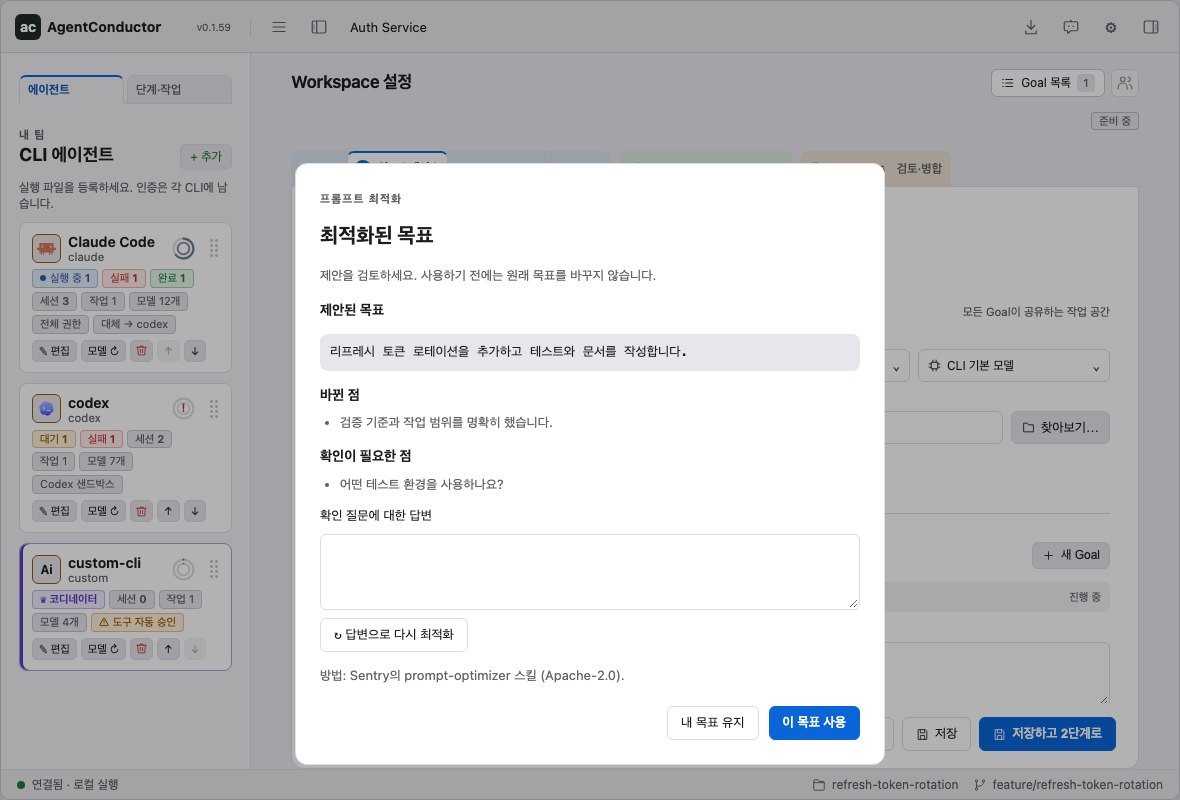 ac AgentConductor v0.1.59 Auth Service
에이전트 단계·작업
내 팀
CLI 에이전트
+ 추가
실행 파일을 등록하세요. 인증은 각 CLI에 남
습니다.
Claude Code
claude
실행 중 1 실패 1 완료 1
세션 3 작업 1 모델 12개
전체 권한 대체 → codex
✎ 편집 모델 ↻ ↑ ↓
codex
codex
대기 1 실패 1 세션 2
작업 1 모델 7개
Codex 샌드박스
✎ 편집 모델 ↻ ↑ ↓
Ai custom-cli
custom
♛ 코디네이터 세션 0 작업 1
모델 4개 ⚠ 도구 자동 승인
✎ 편집 모델 ↻ ↑ ↓
Workspace 설정
Goal 목록 1
준비 중
검토·병합
모든 Goal이 공유하는 작업 공간
CLI 기본 모델
찾아보기...
+ 새 Goal
진행 중
저장
저장하고 2단계로
프롬프트 최적화
최적화된 목표
제안을 검토하세요. 사용하기 전에는 원래 목표를 바꾸지 않습니다.
제안된 목표
리프레시 토큰 로테이션을 추가하고 테스트와 문서를 작성합니다.
바뀐 점
• 검증 기준과 작업 범위를 명확히 했습니다.
확인이 필요한 점
• 어떤 테스트 환경을 사용하나요?
확인 질문에 대한 답변
↻ 답변으로 다시 최적화
방법: Sentry의 prompt-optimizer 스킬 (Apache-2.0).
내 목표 유지 이 목표 사용
연결됨 · 로컬 실행
refresh-token-rotation feature/refresh-token-rotation